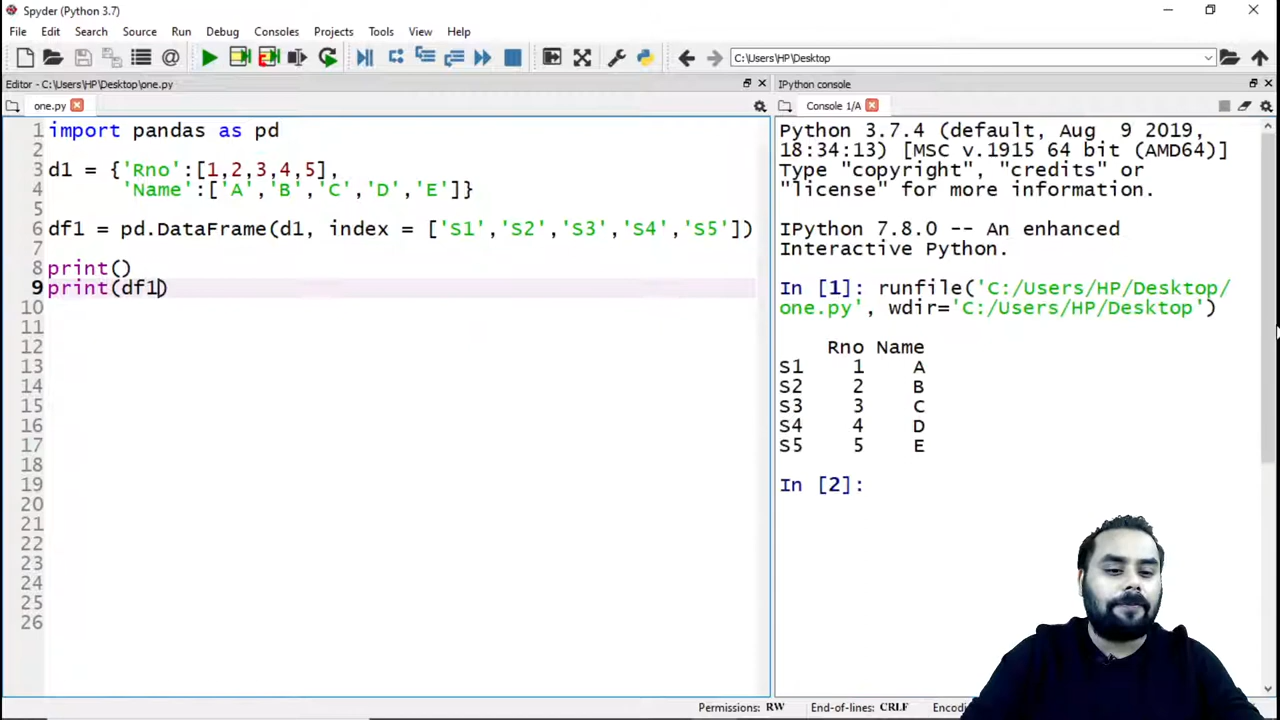 Spyder (Python 3.7)
File Edit Search Source Run Debug Consoles Projects Tools View Help
C:\Users\HP\Desktop
Editor - C:\Users\HP\Desktop\one.py
one.py
1 import pandas as pd
2
3 d1 = {'Rno':[1,2,3,4,5],
4 'Name':['A','B','C','D','E']}
5
6 df1 = pd.DataFrame(d1, index = ['S1','S2','S3','S4','S5'])
7
8 print()
9 print(df1)
10
11
12
13
14
15
16
17
18
19
20
21
22
23
24
25
26
IPython console
Console 1/A
Python 3.7.4 (default, Aug 9 2019,
18:34:13) [MSC v.1915 64 bit (AMD64)]
Type "copyright", "credits" or
"license" for more information.
IPython 7.8.0 -- An enhanced
Interactive Python.
In [1]: runfile('C:/Users/HP/Desktop/
one.py', wdir='C:/Users/HP/Desktop')
Rno Name
S1 1 A
S2 2 B
S3 3 C
S4 4 D
S5 5 E
In [2]:
Permissions: RW End-of-lines: CRLF